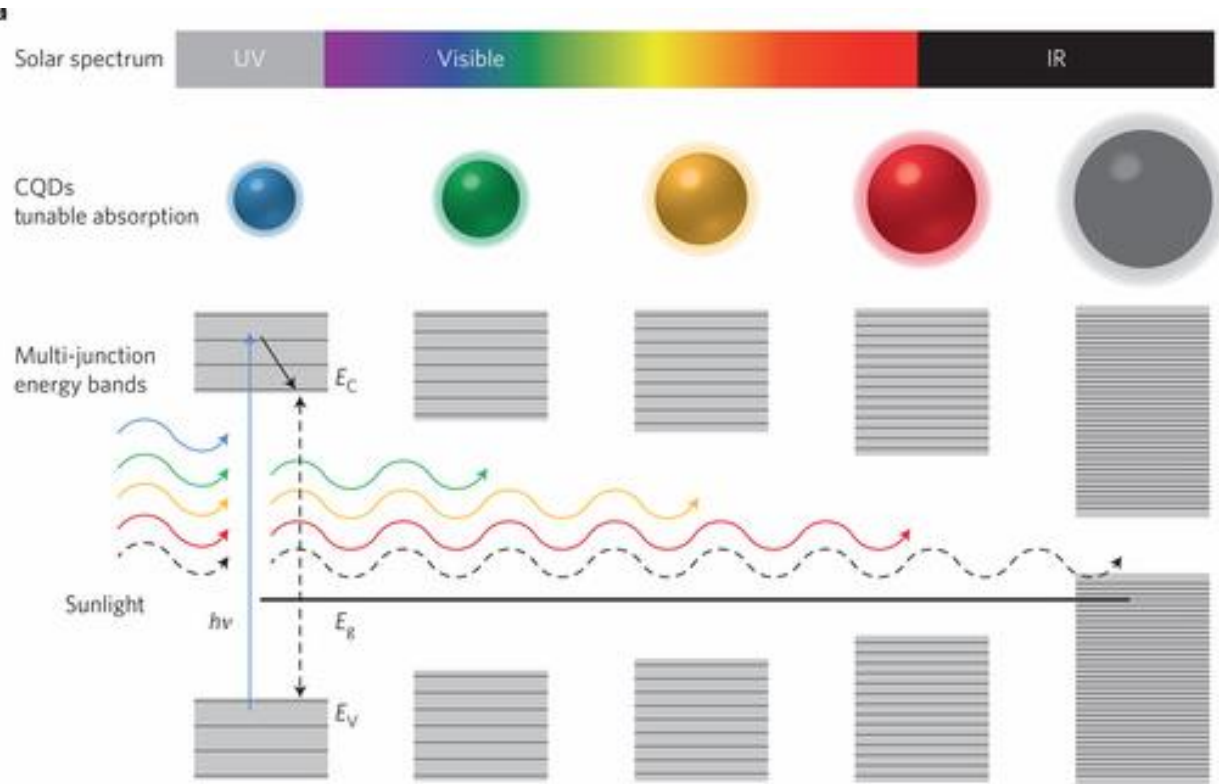 a
Solar spectrum UV Visible IR
CQDs
tunable absorption
Multi-junction
energy bands
E_C
Sunlight
hν
E_g
E_V